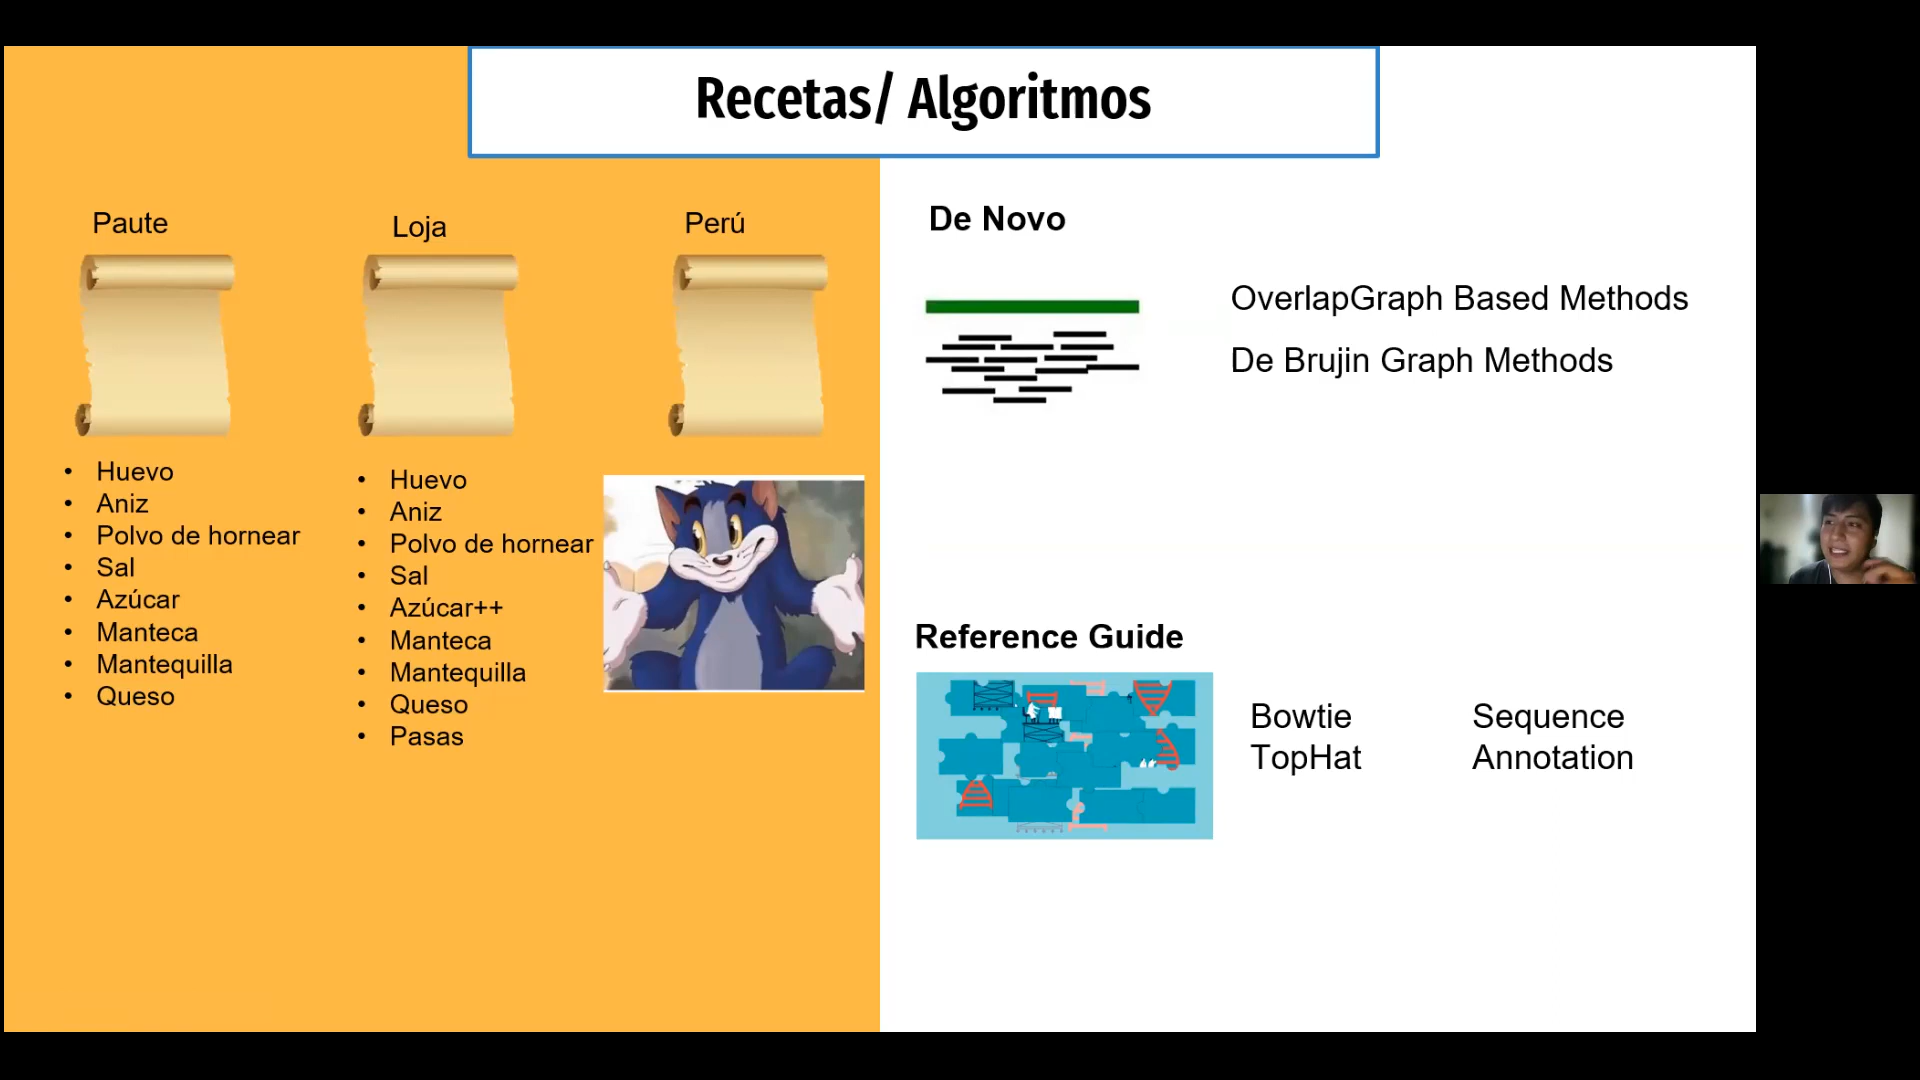 Recetas/ Algoritmos
Paute
Huevo
Aniz
Polvo de hornear
Sal
Azúcar
Manteca
Mantequilla
Queso
Loja
Huevo
Aniz
Polvo de hornear
Sal
Azúcar++
Manteca
Mantequilla
Queso
Pasas
Perú
De Novo
OverlapGraph Based Methods
De Brujin Graph Methods
Reference Guide
Bowtie
TopHat
Sequence
Annotation